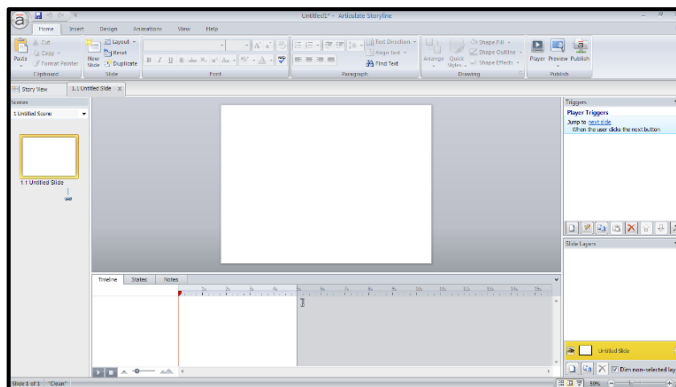 Untitled1* - Articulate Storyline
Home Insert Design Animations View Help
Cut
Copy
Format Painter
Paste
Clipboard
New Slide
Layout
Reset
Duplicate
Slide
Font
Text Direction
Align Text
Find Text
Paragraph
Arrange
Quick Styles
Shape Fill
Shape Outline
Shape Effects
Drawing
Player Preview Publish
Publish
Story View
1.1 Untitled Slide
Scenes
1 Untitled Scene
1.1 Untitled Slide
Triggers
Player Triggers
Jump to next slide
When the user clicks the next button
Slide Layers
Untitled Slide
Dim non-selected lay
Timeline States Notes
Slide 1 of 1 "Clean"